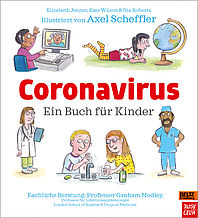 Elizabeth Jenner, Kate Wilson & Nia Roberts
Illustriert von Axel Scheffler
Coronavirus
Ein Buch für Kinder
Fachliche Beratung: Professor Graham Medley
Professor für Infektionsepidemiologie
London School of Hygiene & Tropical Medicine
nosy
crow